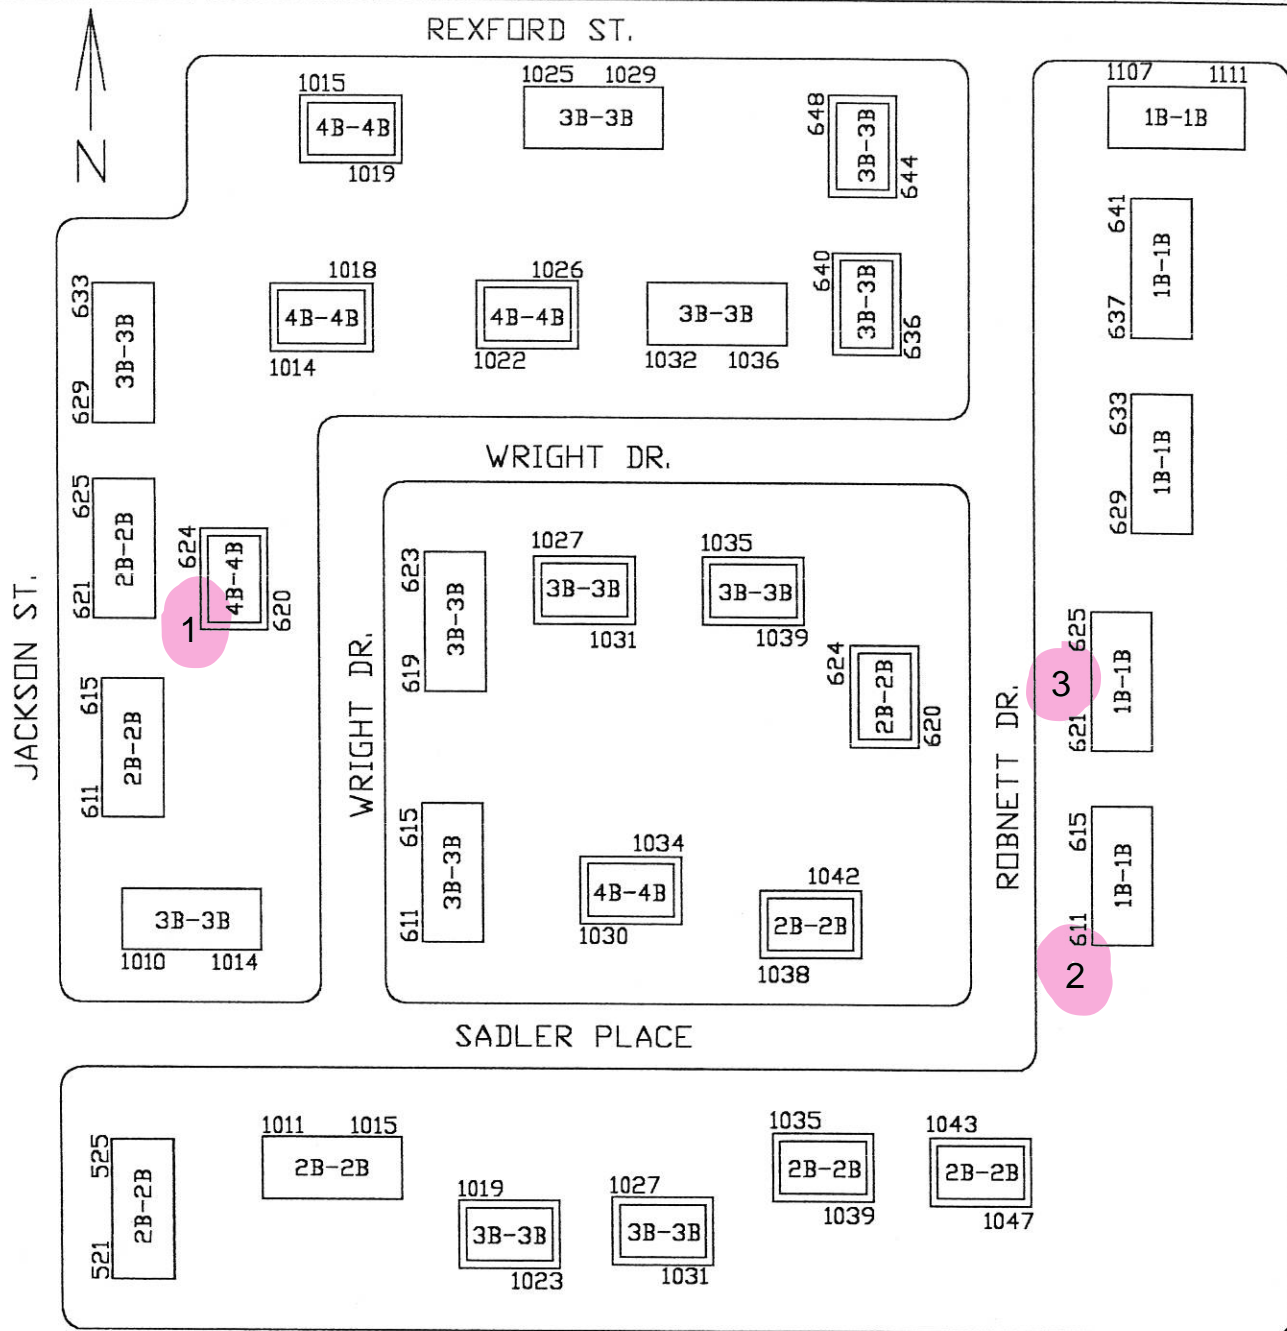 REXFORD ST.
N
1015
4B-4B
1019
1025 1029
3B-3B
648
3B-3B
644
1107 1111
1B-1B
641
1B-1B
637
633
3B-3B
629
1018
4B-4B
1014
1026
4B-4B
1022
3B-3B
1032 1036
640
3B-3B
636
633
1B-1B
629
WRIGHT DR.
JACKSON ST.
625
2B-2B
621
624
4B-4B
620
1
615
2B-2B
611
3B-3B
1010 1014
WRIGHT DR.
623
3B-3B
619
1027
3B-3B
1031
1035
3B-3B
1039
624
2B-2B
620
615
3B-3B
611
1034
4B-4B
1030
1042
2B-2B
1038
ROBNETT DR.
625
1B-1B
621
3
615
1B-1B
611
2
SADLER PLACE
525
2B-2B
521
1011 1015
2B-2B
1019
3B-3B
1023
1027
3B-3B
1031
1035
2B-2B
1039
1043
2B-2B
1047